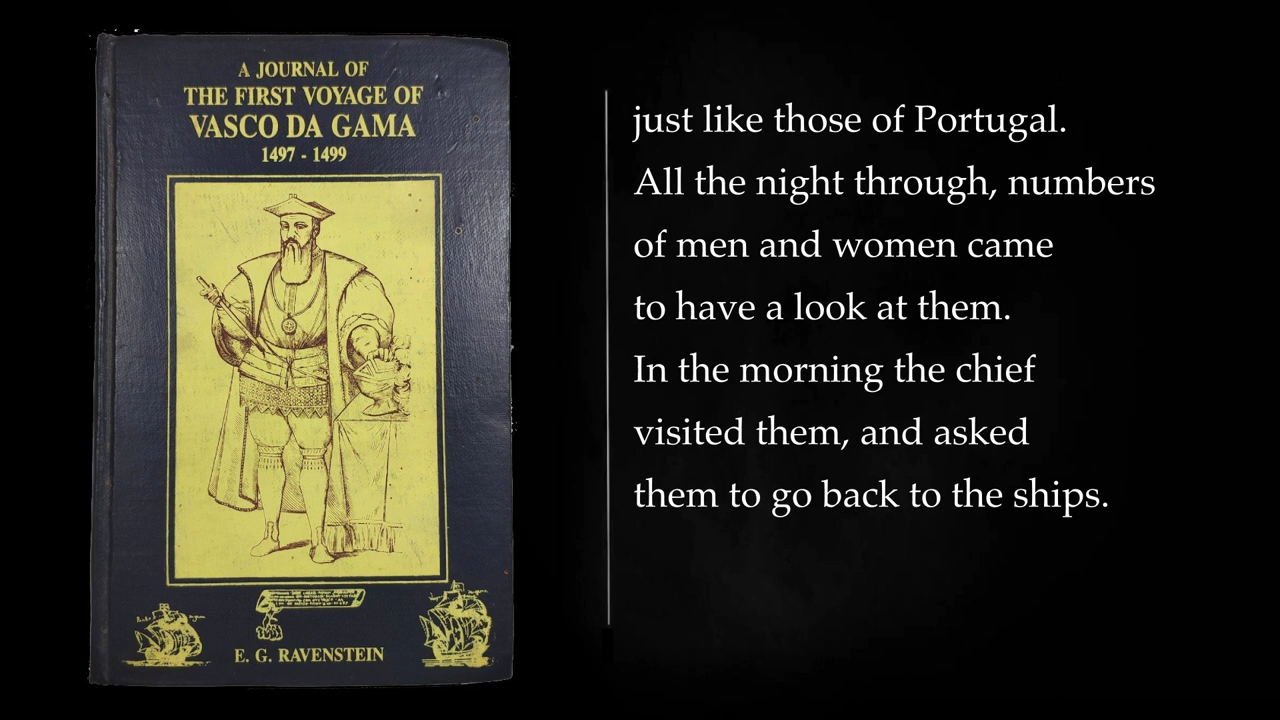 A JOURNAL OF
THE FIRST VOYAGE OF
VASCO DA GAMA
1497 - 1499
E. G. RAVENSTEIN
just like those of Portugal.
All the night through, numbers
of men and women came
to have a look at them.
In the morning the chief
visited them, and asked
them to go back to the ships.